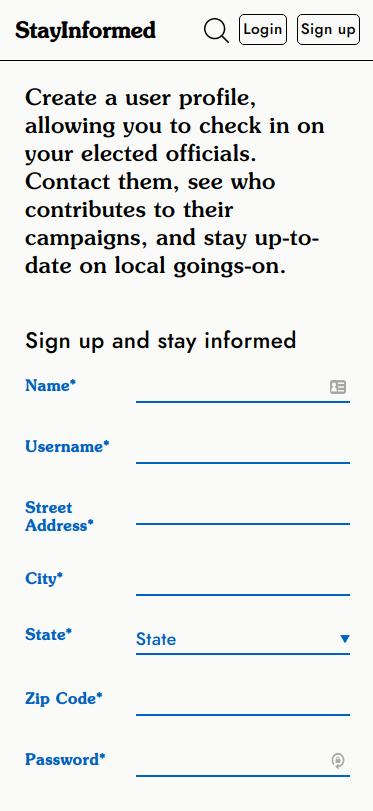 StayInformed
Login
Sign up
Create a user profile,
allowing you to check in on
your elected officials.
Contact them, see who
contributes to their
campaigns, and stay up-to-
date on local goings-on.
Sign up and stay informed
Name*
Username*
Street
Address*
City*
State*
State
Zip Code*
Password*